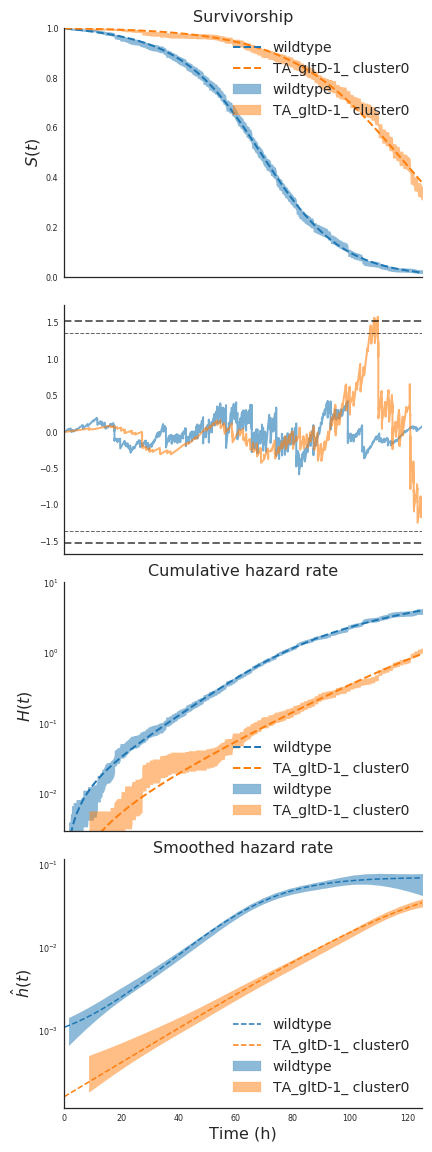 Survivorship
1.0
0.8
0.6
0.4
0.2
0.0
S(t)
wildtype
TA_gltD-1_ cluster0
wildtype
TA_gltD-1_ cluster0
1.5
1.0
0.5
0.0
−0.5
−1.0
−1.5
Cumulative hazard rate
10¹
10⁰
10⁻¹
10⁻²
H(t)
wildtype
TA_gltD-1_ cluster0
wildtype
TA_gltD-1_ cluster0
Smoothed hazard rate
10⁻¹
10⁻²
10⁻³
ĥ(t)
wildtype
TA_gltD-1_ cluster0
wildtype
TA_gltD-1_ cluster0
0 20 40 60 80 100 120
Time (h)